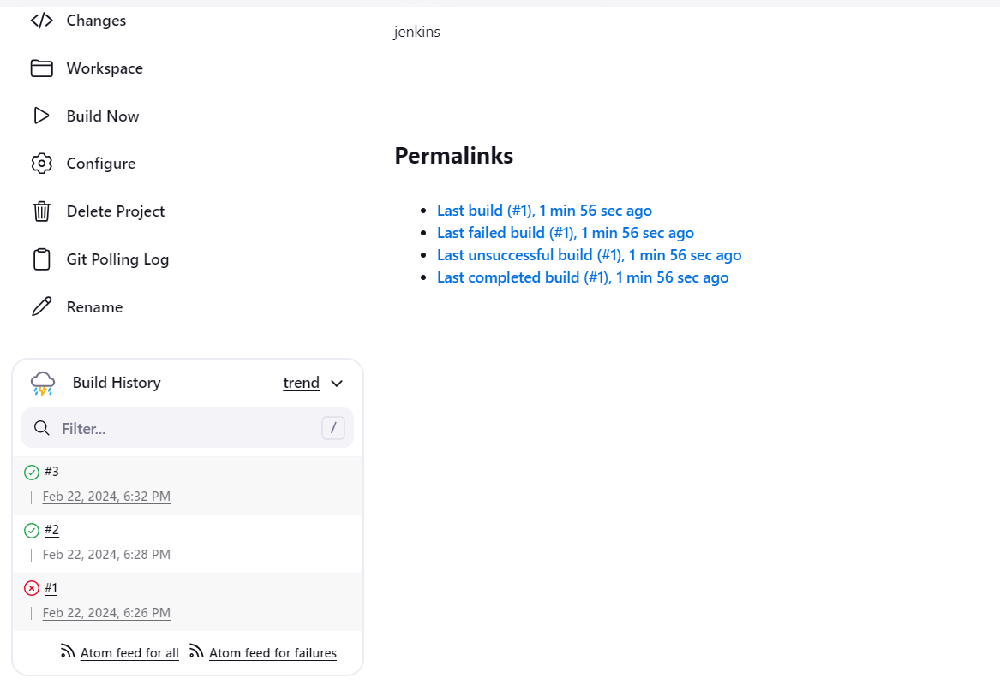 Changes
Workspace
Build Now
Configure
Delete Project
Git Polling Log
Rename
Build History trend
Filter... /
#3
Feb 22, 2024, 6:32 PM
#2
Feb 22, 2024, 6:28 PM
#1
Feb 22, 2024, 6:26 PM
Atom feed for all Atom feed for failures
jenkins
Permalinks
Last build (#1), 1 min 56 sec ago
Last failed build (#1), 1 min 56 sec ago
Last unsuccessful build (#1), 1 min 56 sec ago
Last completed build (#1), 1 min 56 sec ago